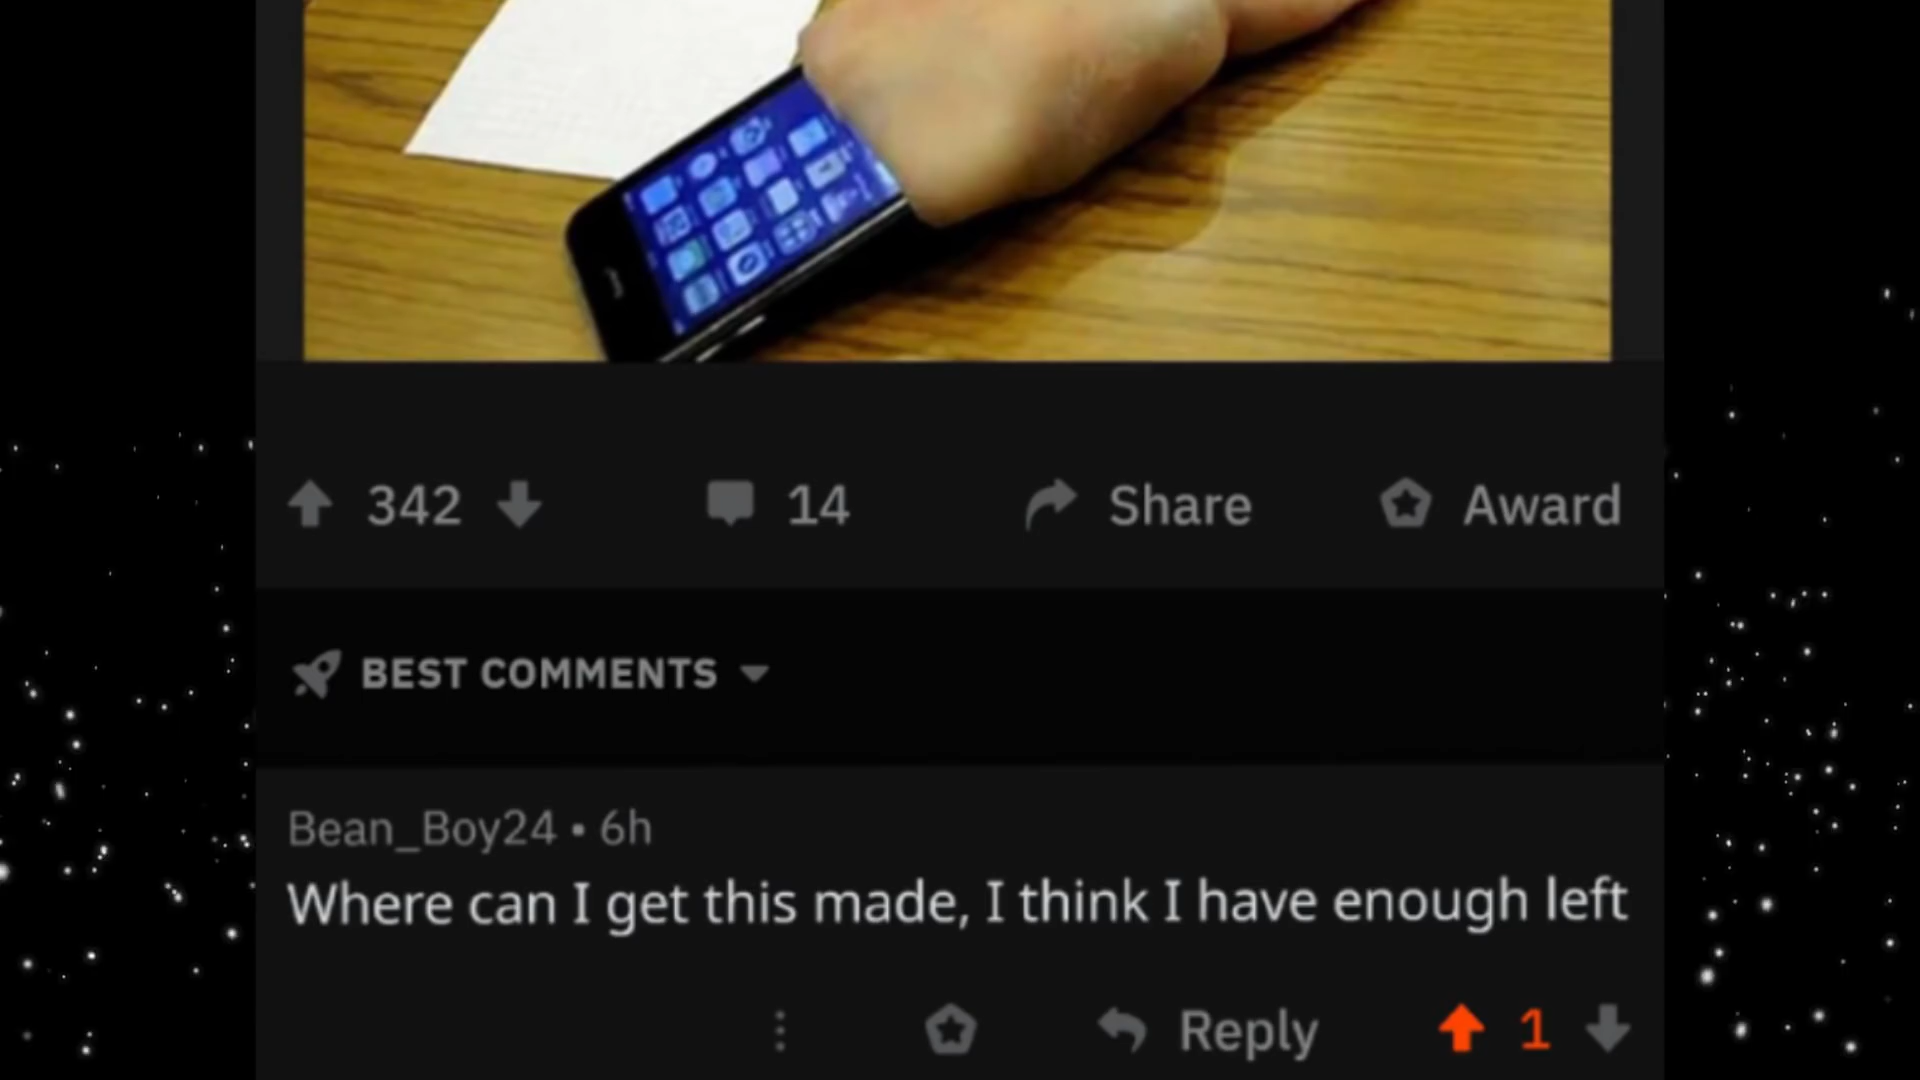 342
14
Share
Award
BEST COMMENTS
Bean_Boy24 • 6h
Where can I get this made, I think I have enough left
Reply
1